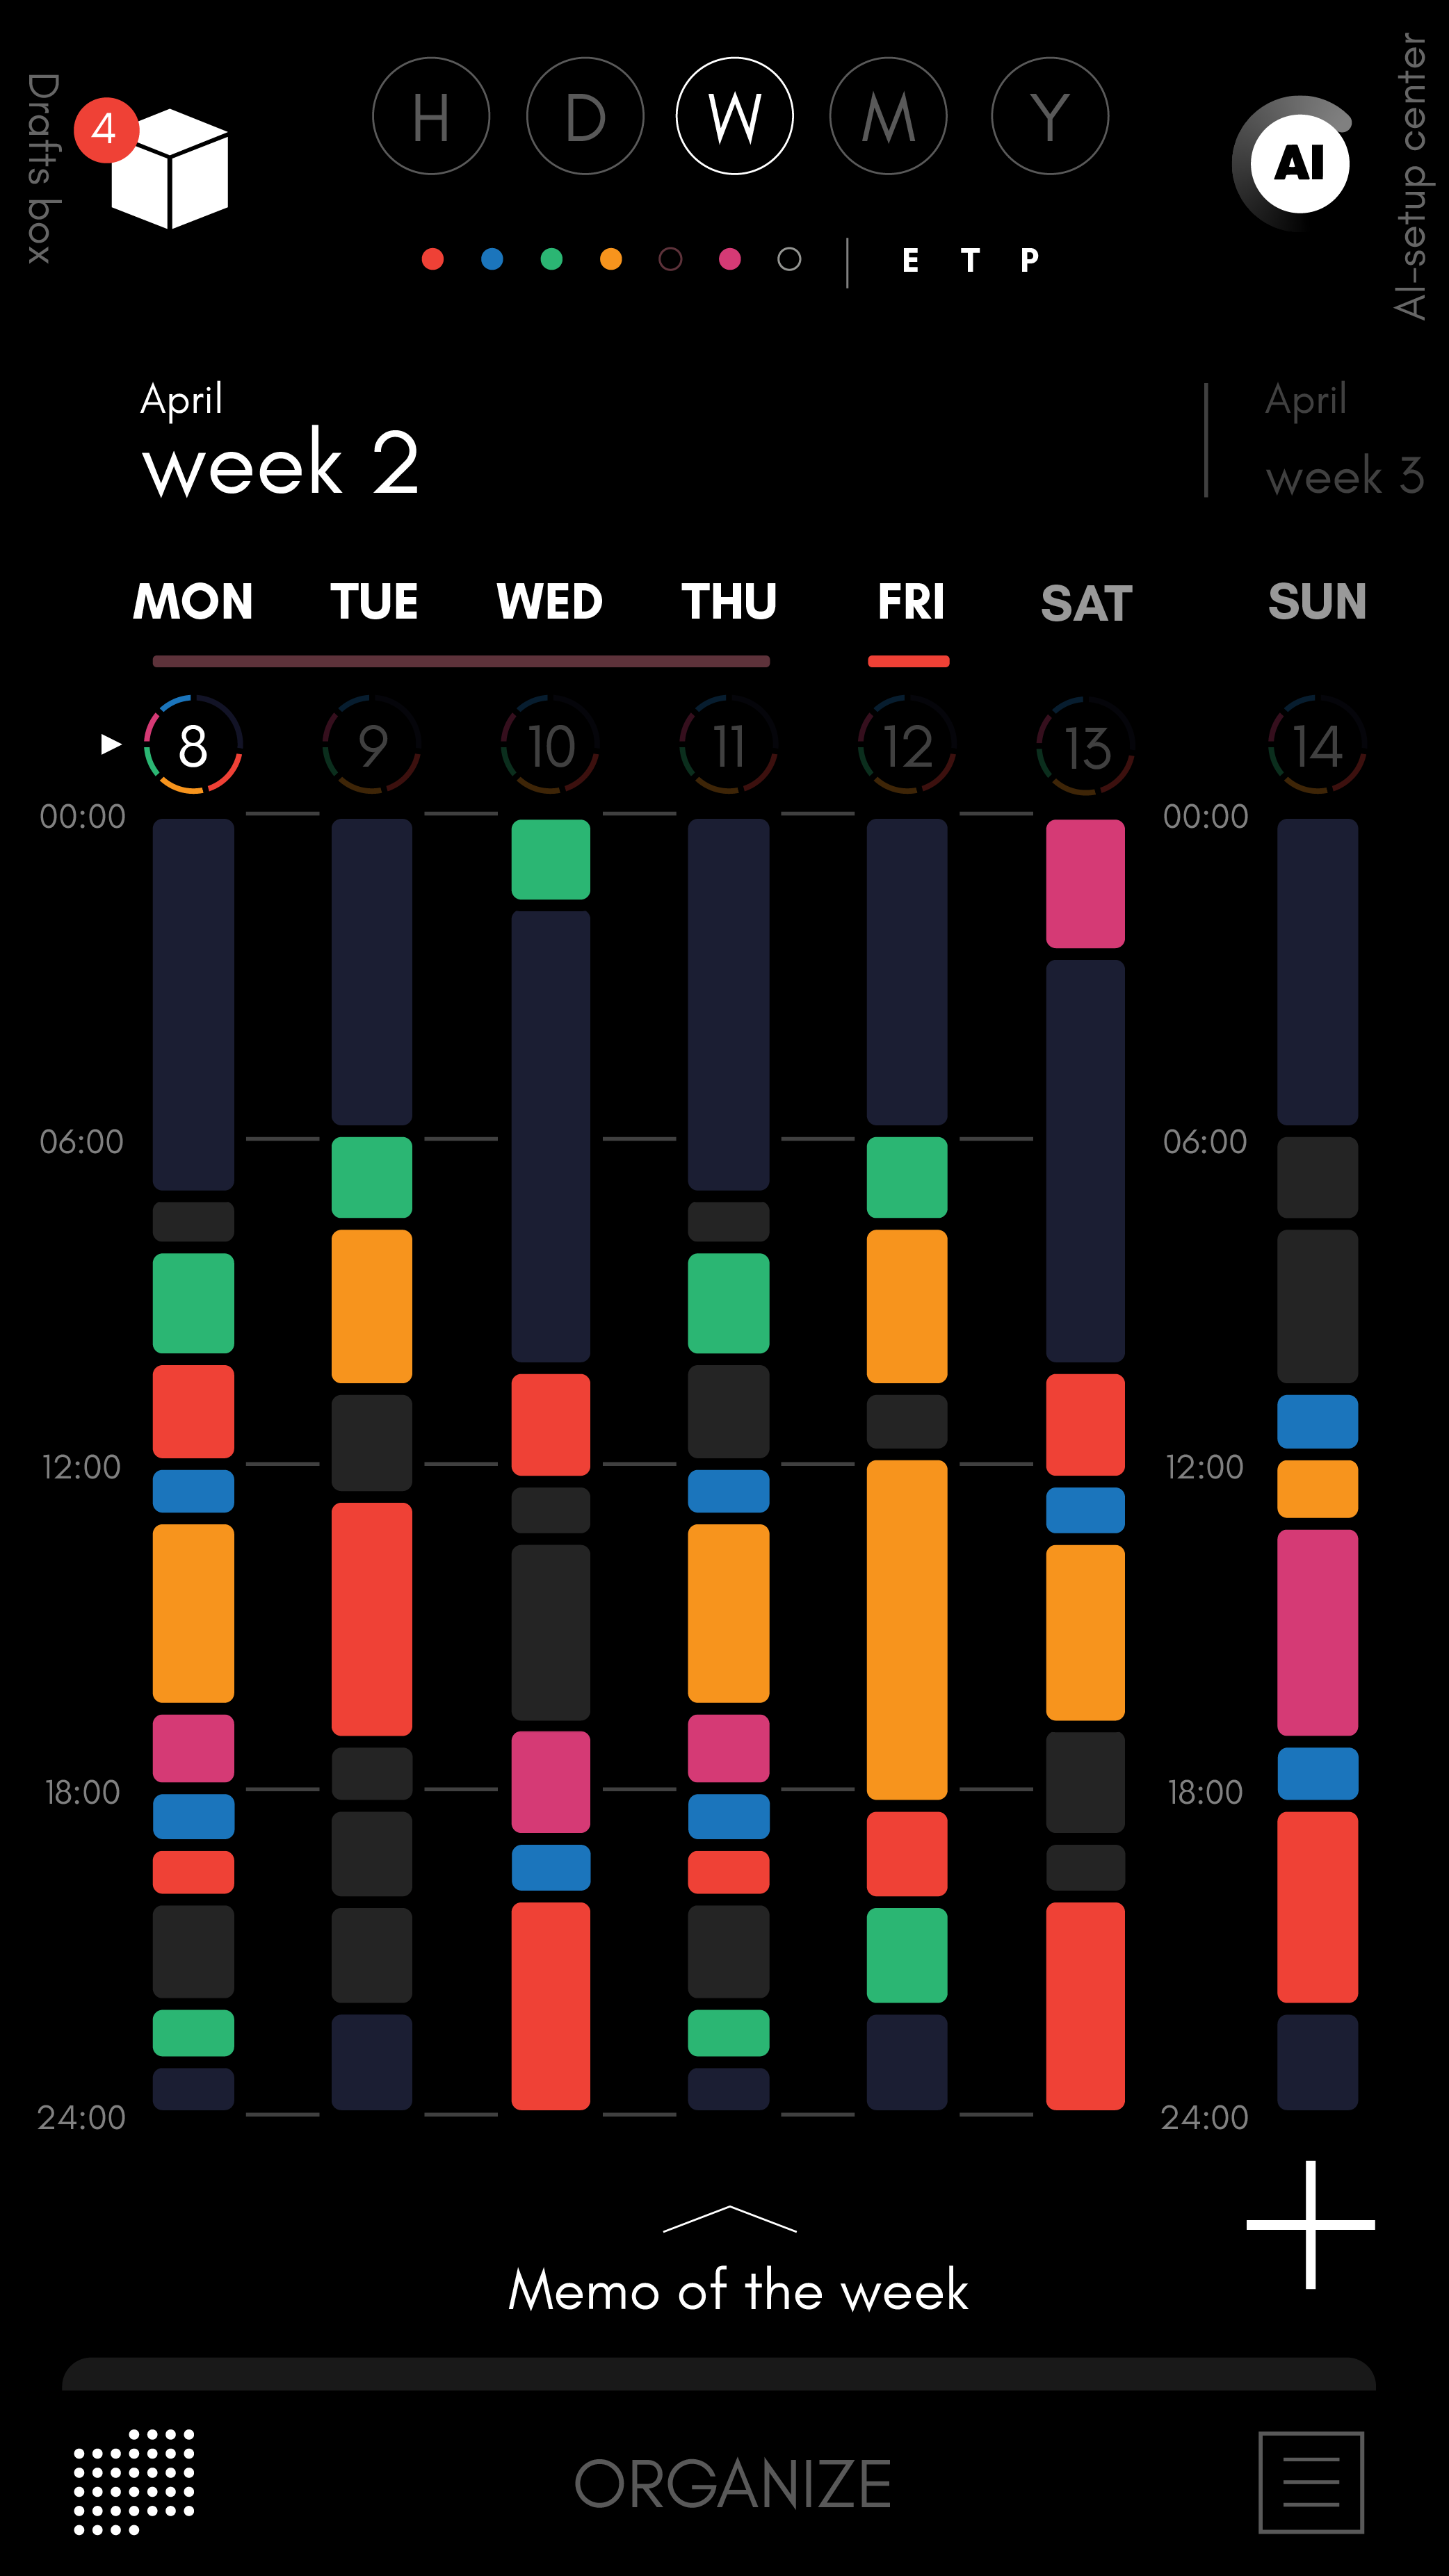 Drafts box
4
H D W M Y
AI
AI-setup center
E T P
April
week 2
April
week 3
MON TUE WED THU FRI SAT SUN
8 9 10 11 12 13 14
00:00 00:00
06:00 06:00
12:00 12:00
18:00 18:00
24:00 24:00
Memo of the week
ORGANIZE